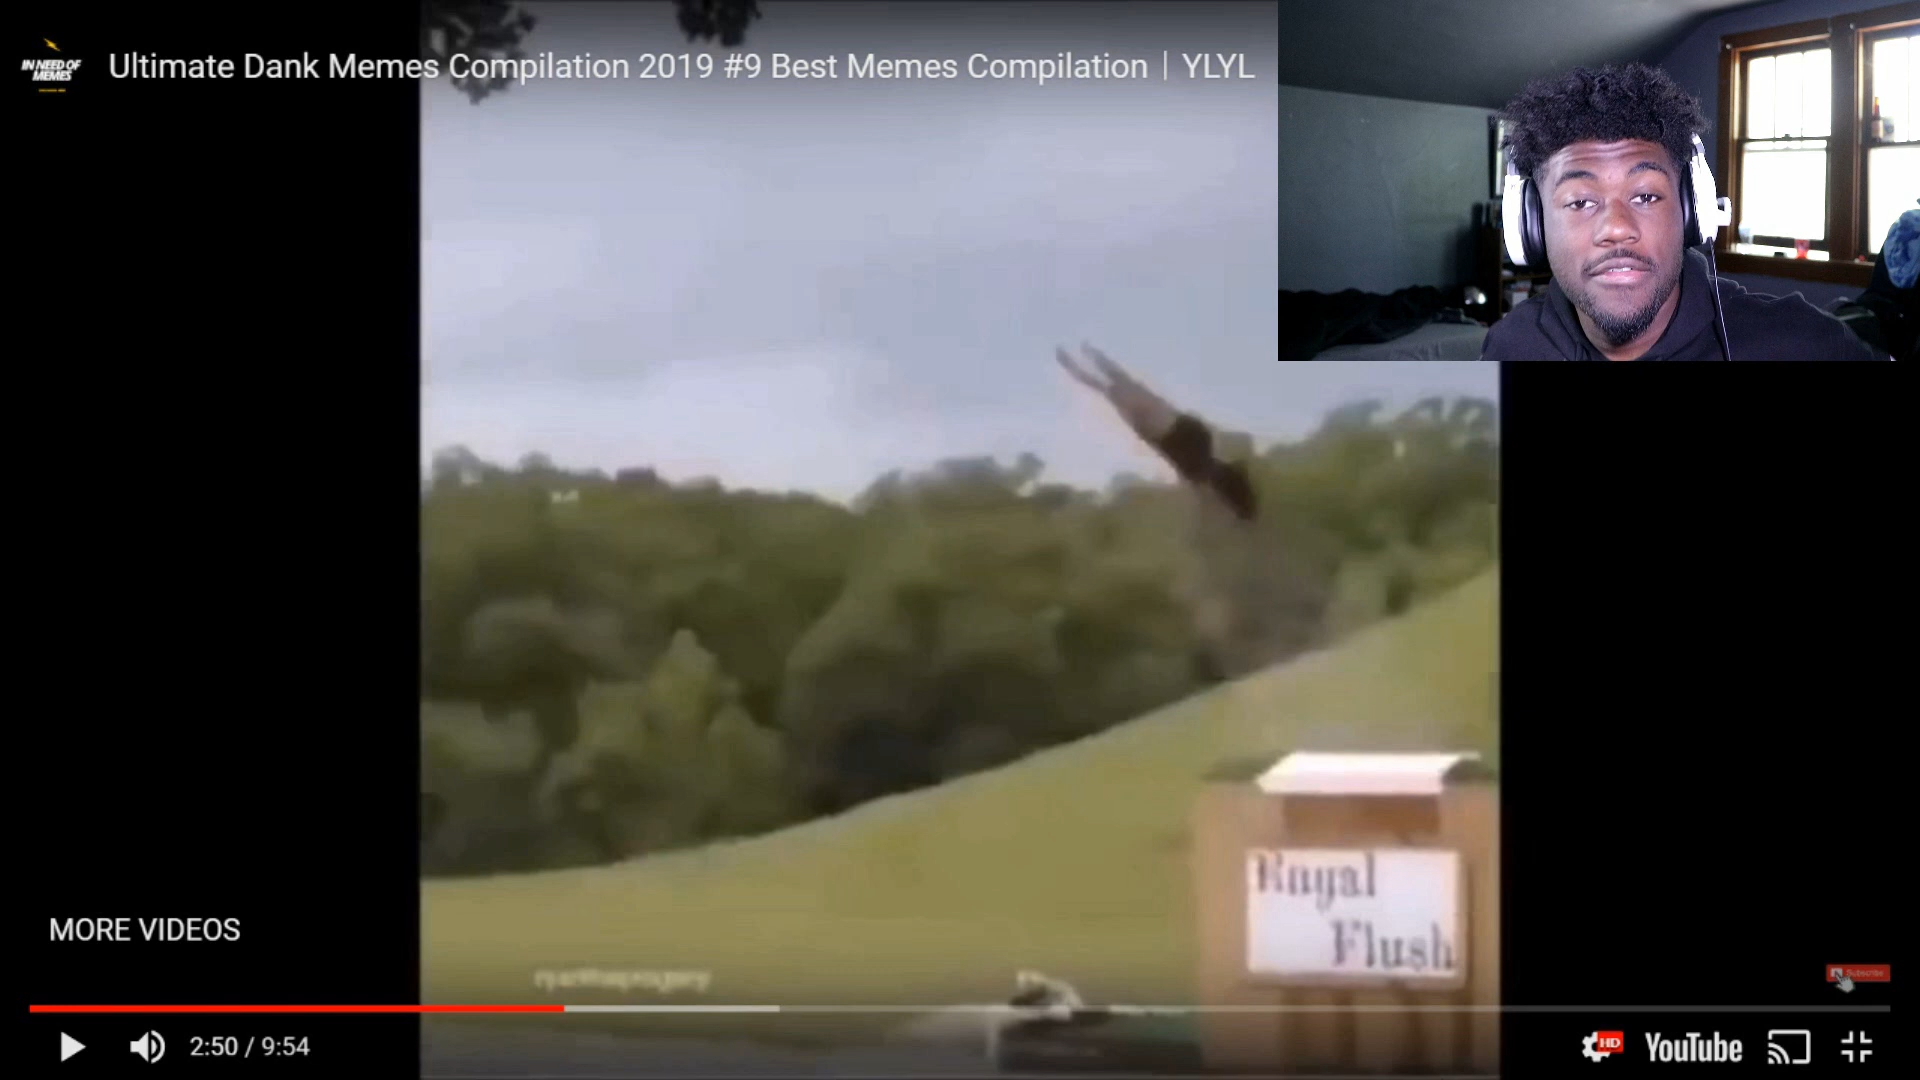 IN NEED OF
MEMES
Ultimate Dank Memes Compilation 2019 #9 Best Memes Compilation | YLYL
Royal
Flush
MORE VIDEOS
Subscribe
2:50 / 9:54
HD
YouTube